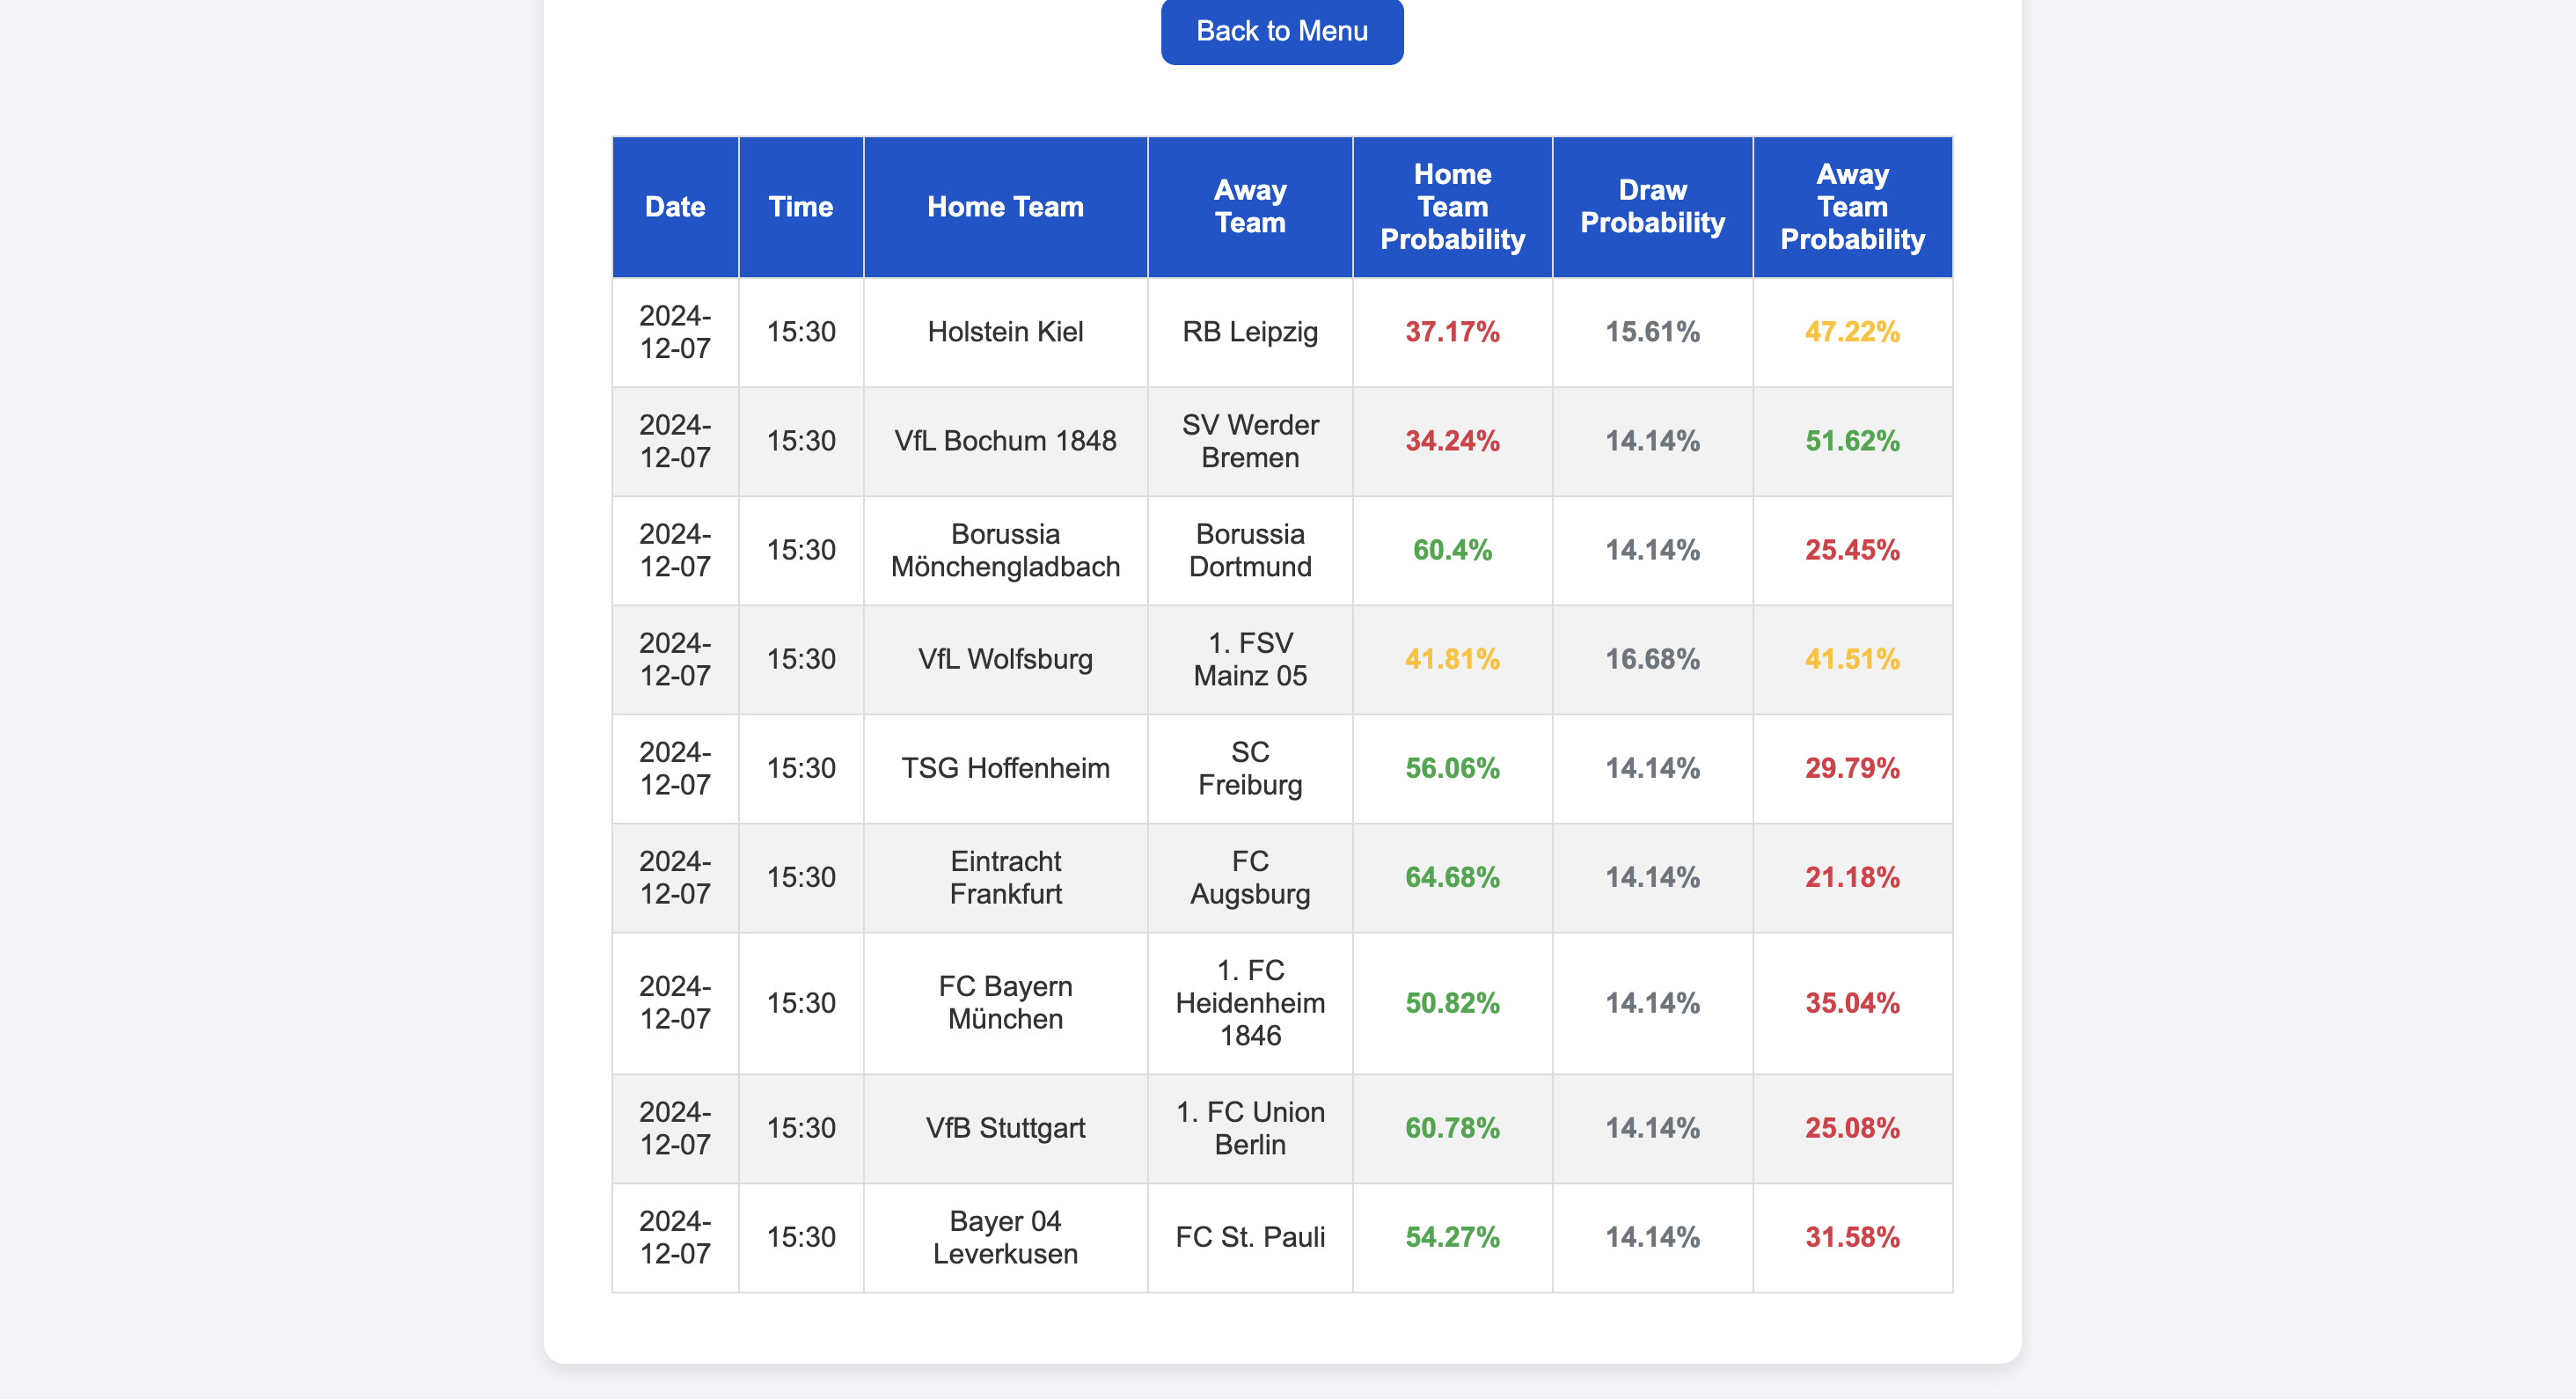 Back to Menu
Date Time Home Team Away Team Home Team Probability Draw Probability Away Team Probability
2024-12-07 15:30 Holstein Kiel RB Leipzig 37.17% 15.61% 47.22%
2024-12-07 15:30 VfL Bochum 1848 SV Werder Bremen 34.24% 14.14% 51.62%
2024-12-07 15:30 Borussia Mönchengladbach Borussia Dortmund 60.4% 14.14% 25.45%
2024-12-07 15:30 VfL Wolfsburg 1. FSV Mainz 05 41.81% 16.68% 41.51%
2024-12-07 15:30 TSG Hoffenheim SC Freiburg 56.06% 14.14% 29.79%
2024-12-07 15:30 Eintracht Frankfurt FC Augsburg 64.68% 14.14% 21.18%
2024-12-07 15:30 FC Bayern München 1. FC Heidenheim 1846 50.82% 14.14% 35.04%
2024-12-07 15:30 VfB Stuttgart 1. FC Union Berlin 60.78% 14.14% 25.08%
2024-12-07 15:30 Bayer 04 Leverkusen FC St. Pauli 54.27% 14.14% 31.58%